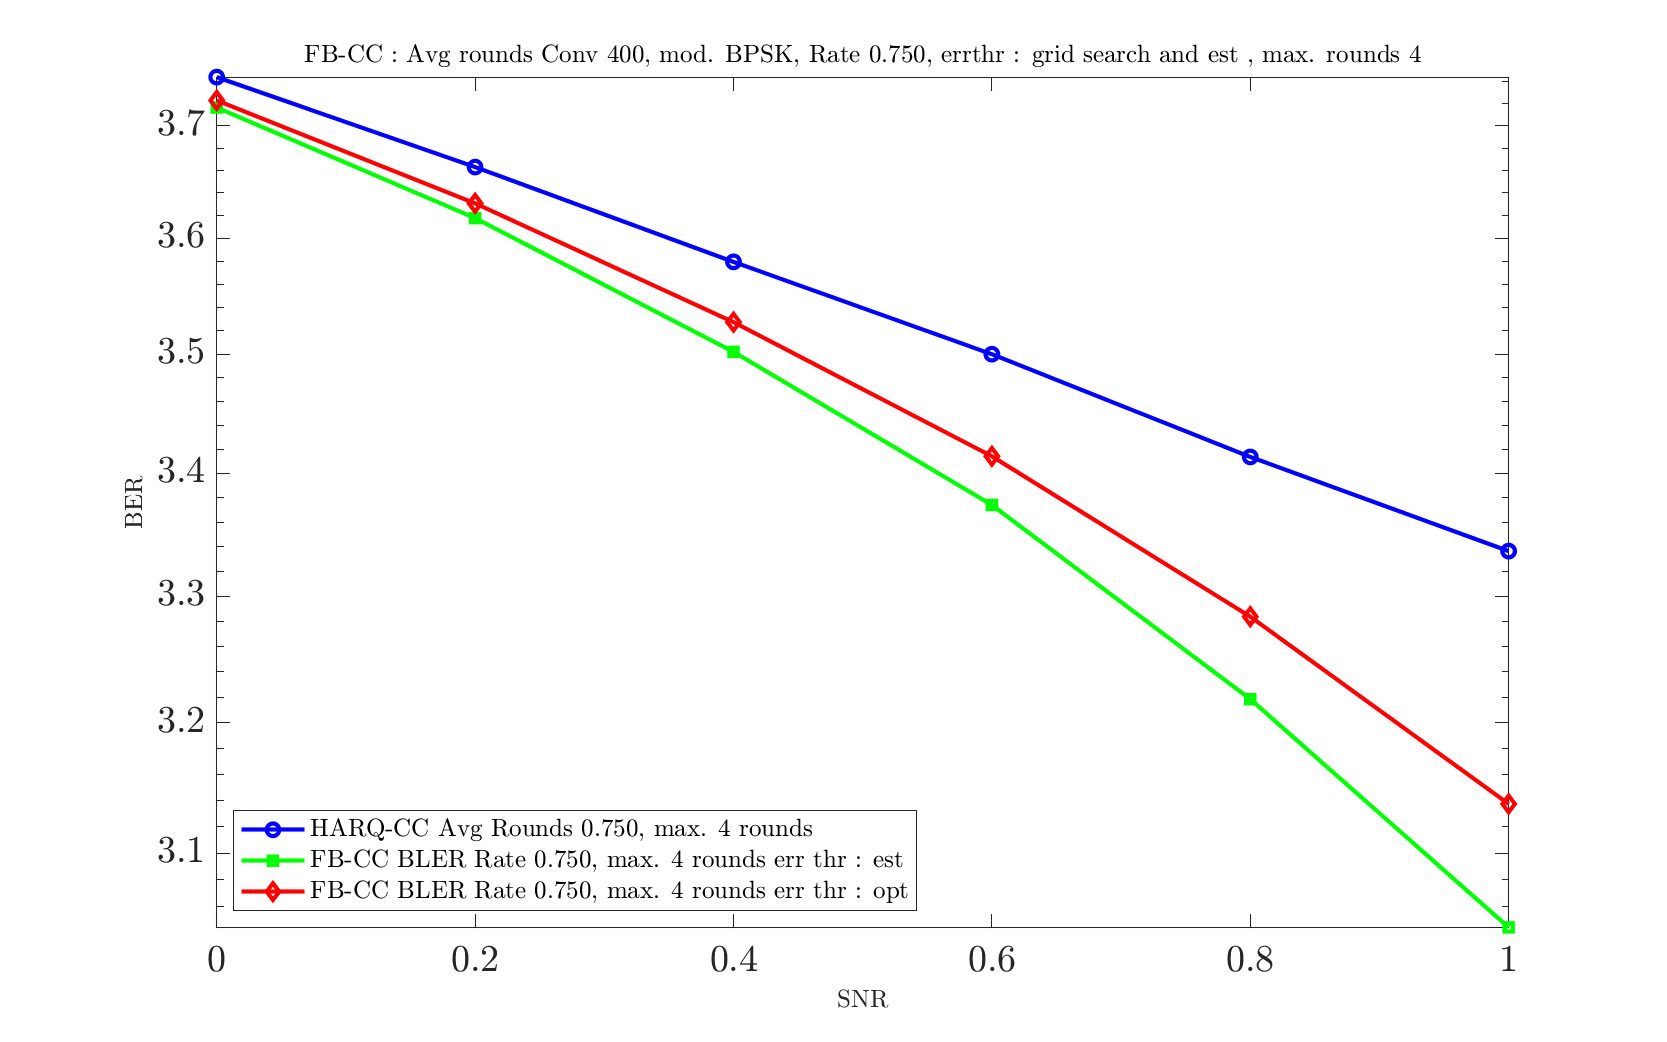 FB-CC : Avg rounds Conv 400, mod. BPSK, Rate 0.750, errthr : grid search and est , max. rounds 4
3.7
3.6
3.5
3.4
3.3
3.2
3.1
BER
HARQ-CC Avg Rounds 0.750, max. 4 rounds
FB-CC BLER Rate 0.750, max. 4 rounds err thr : est
FB-CC BLER Rate 0.750, max. 4 rounds err thr : opt
0 0.2 0.4 0.6 0.8 1
SNR